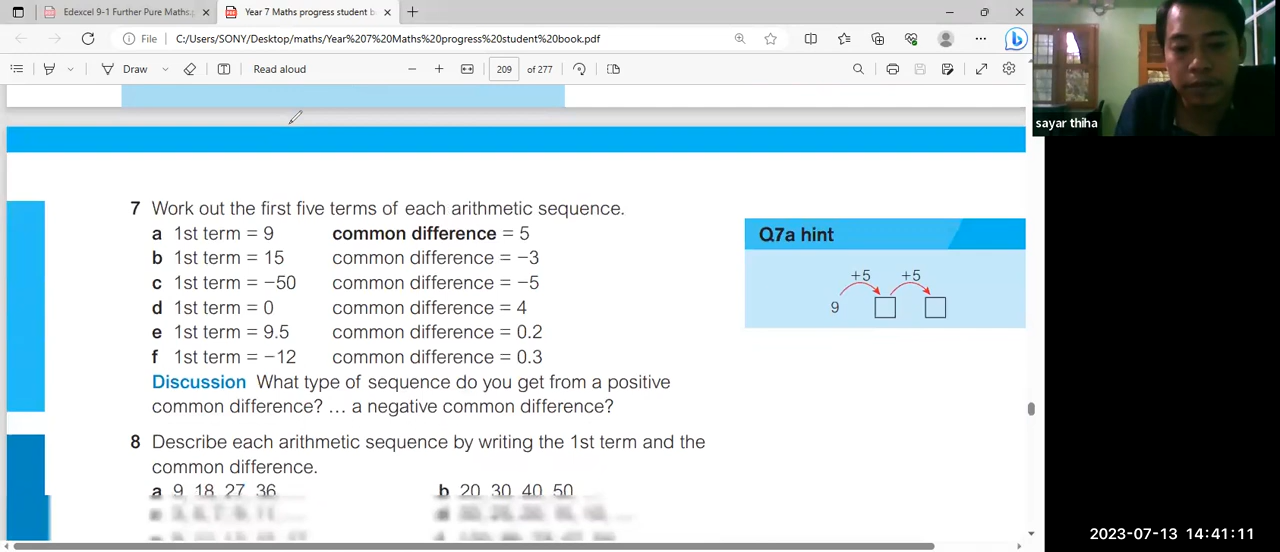 Edexcel 9-1 Further Pure Maths.
Year 7 Maths progress student b
File
C:/Users/SONY/Desktop/maths/Year%207%20Maths%20progress%20student%20book.pdf
Draw
Read aloud
209 of 277
sayar thiha
7 Work out the first five terms of each arithmetic sequence.
a 1st term = 9 common difference = 5
b 1st term = 15 common difference = −3
c 1st term = −50 common difference = −5
d 1st term = 0 common difference = 4
e 1st term = 9.5 common difference = 0.2
f 1st term = −12 common difference = 0.3
Discussion What type of sequence do you get from a positive
common difference? … a negative common difference?
Q7a hint
+5 +5
9
8 Describe each arithmetic sequence by writing the 1st term and the
common difference.
a 9 18 27 36
b 20 30 40 50
2023-07-13 14:41:11